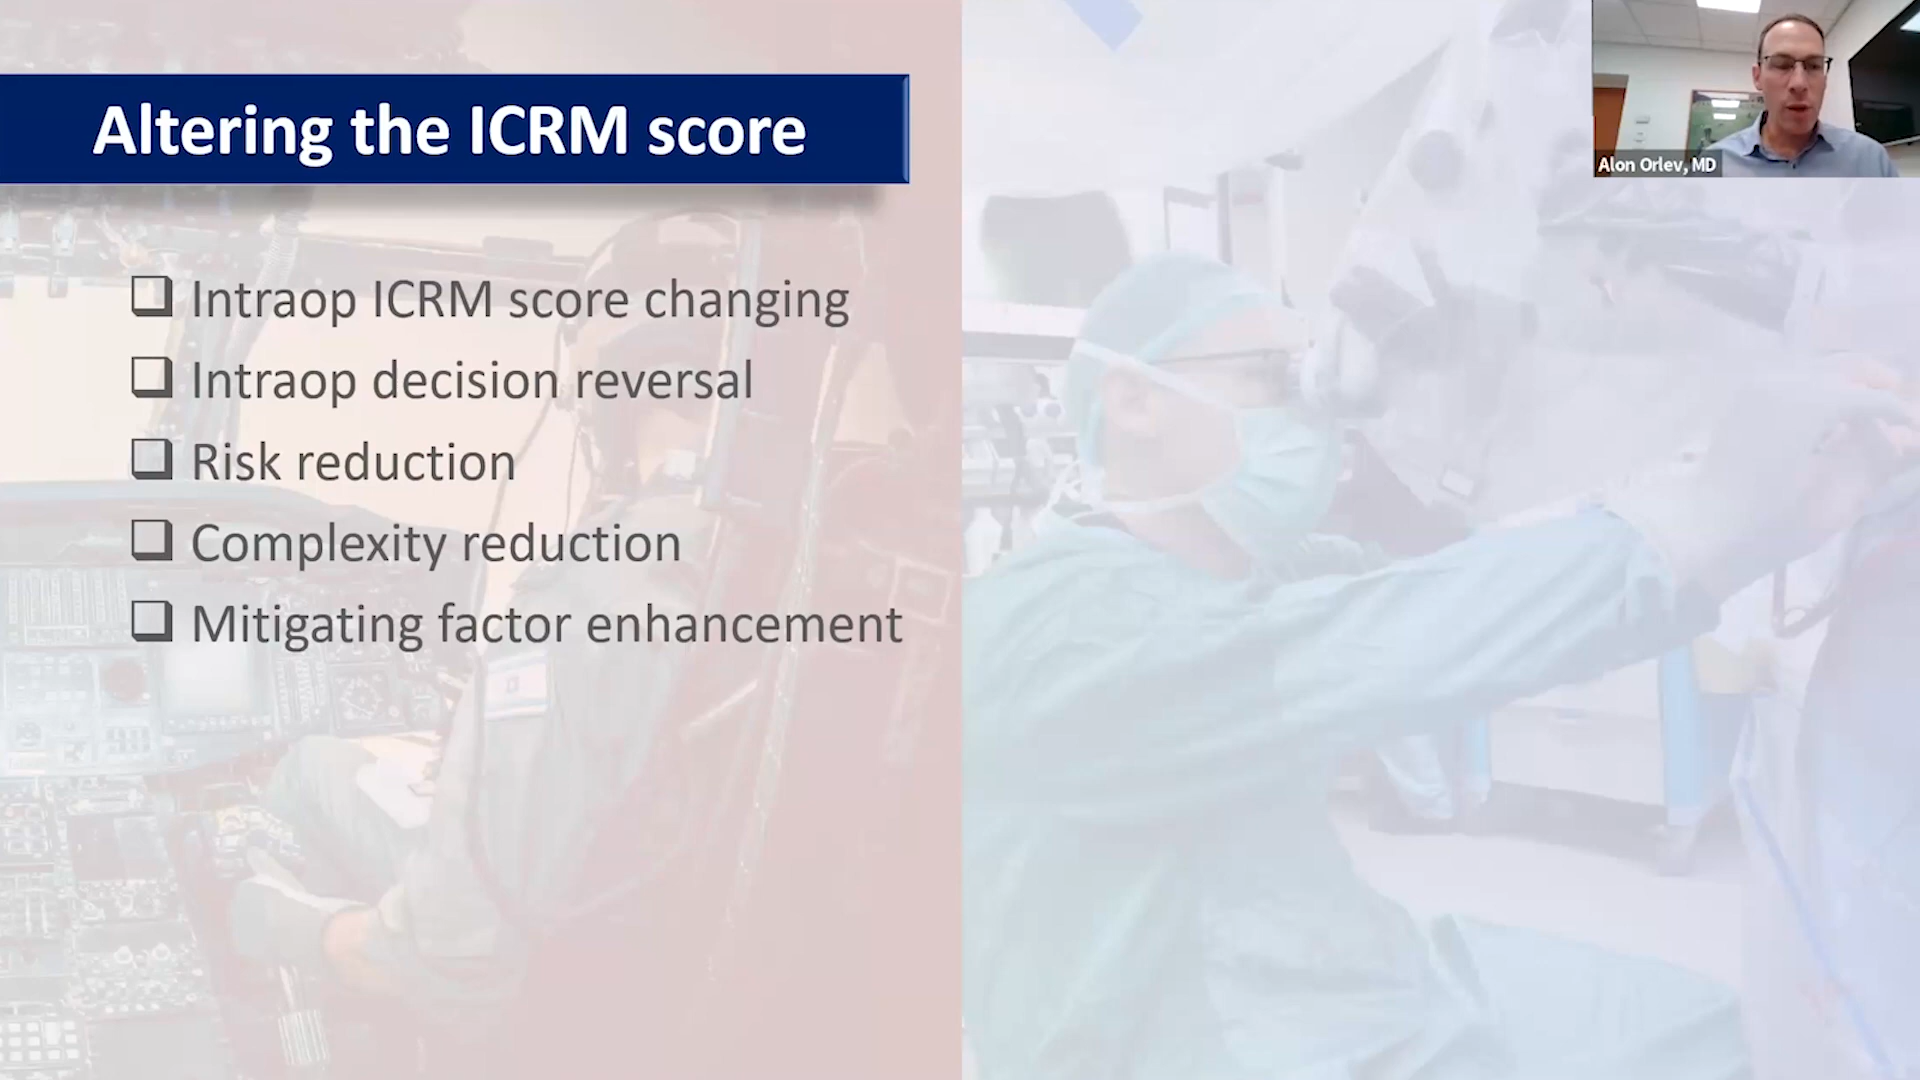 Altering the ICRM score
Intraop ICRM score changing
Intraop decision reversal
Risk reduction
Complexity reduction
Mitigating factor enhancement
Alon Orlev, MD